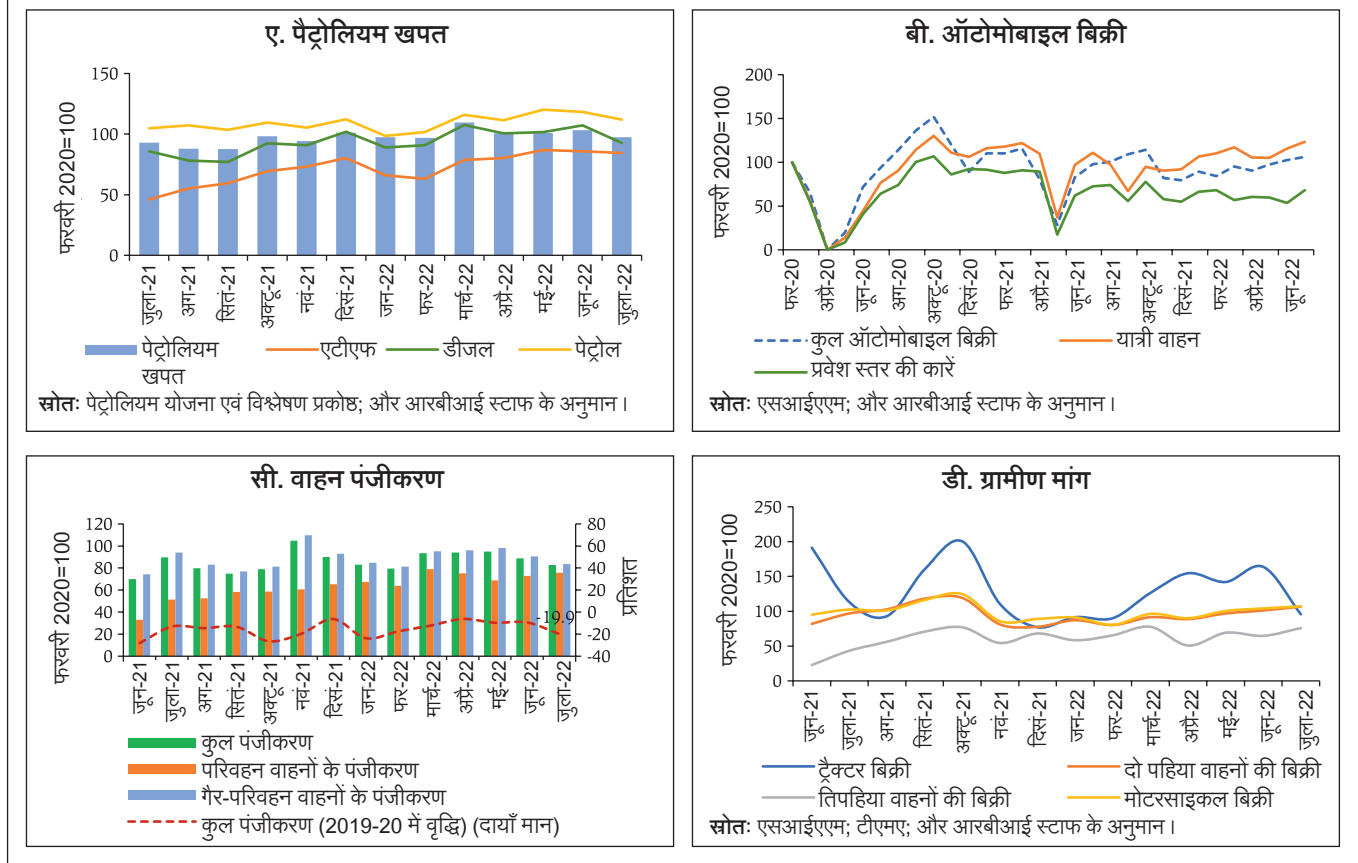 ए. पैट्रोलियम खपत
फरवरी 2020=100
150
100
50
0
जुला-21
अग-21
सितं-21
अक्टू-21
नवं-21
दिसं-21
जन-22
फर-22
मार्च-22
अप्रै-22
मई-22
जून-22
जुला-22
पेट्रोलियम खपत
एटीएफ
डीजल
पेट्रोल
स्रोतः पेट्रोलियम योजना एवं विश्लेषण प्रकोष्ठ; और आरबीआई स्टाफ के अनुमान।
बी. ऑटोमोबाइल बिक्री
फरवरी 2020=100
200
150
100
50
0
फर-20
अप्रै-20
जून-20
अग-20
अक्टू-20
दिसं-20
फर-21
अप्रै-21
जून-21
अग-21
अक्टू-21
दिसं-21
फर-22
अप्रै-22
जून-22
कुल ऑटोमोबाइल बिक्री
यात्री वाहन
प्रवेश स्तर की कारें
स्रोतः एसआईएएम; और आरबीआई स्टाफ के अनुमान।
सी. वाहन पंजीकरण
फरवरी 2020=100
120
100
80
60
40
20
0
80
60
40
20
0
-20
-40
प्रतिशत
-19.9
जून-21
जुला-21
अग-21
सितं-21
अक्टू-21
नवं-21
दिसं-21
जन-22
फर-22
मार्च-22
अप्रै-22
मई-22
जून-22
जुला-22
कुल पंजीकरण
परिवहन वाहनों के पंजीकरण
गैर-परिवहन वाहनों के पंजीकरण
कुल पंजीकरण (2019-20 में वृद्धि) (दायाँ मान)
डी. ग्रामीण मांग
फरवरी 2020=100
250
200
150
100
50
0
जून-21
जुला-21
अग-21
सितं-21
अक्टू-21
नवं-21
दिसं-21
जन-22
फर-22
मार्च-22
अप्रै-22
मई-22
जून-22
जुला-22
ट्रैक्टर बिक्री
दो पहिया वाहनों की बिक्री
तिपहिया वाहनों की बिक्री
मोटरसाइकल बिक्री
स्रोतः एसआईएएम; टीएमए; और आरबीआई स्टाफ के अनुमान।